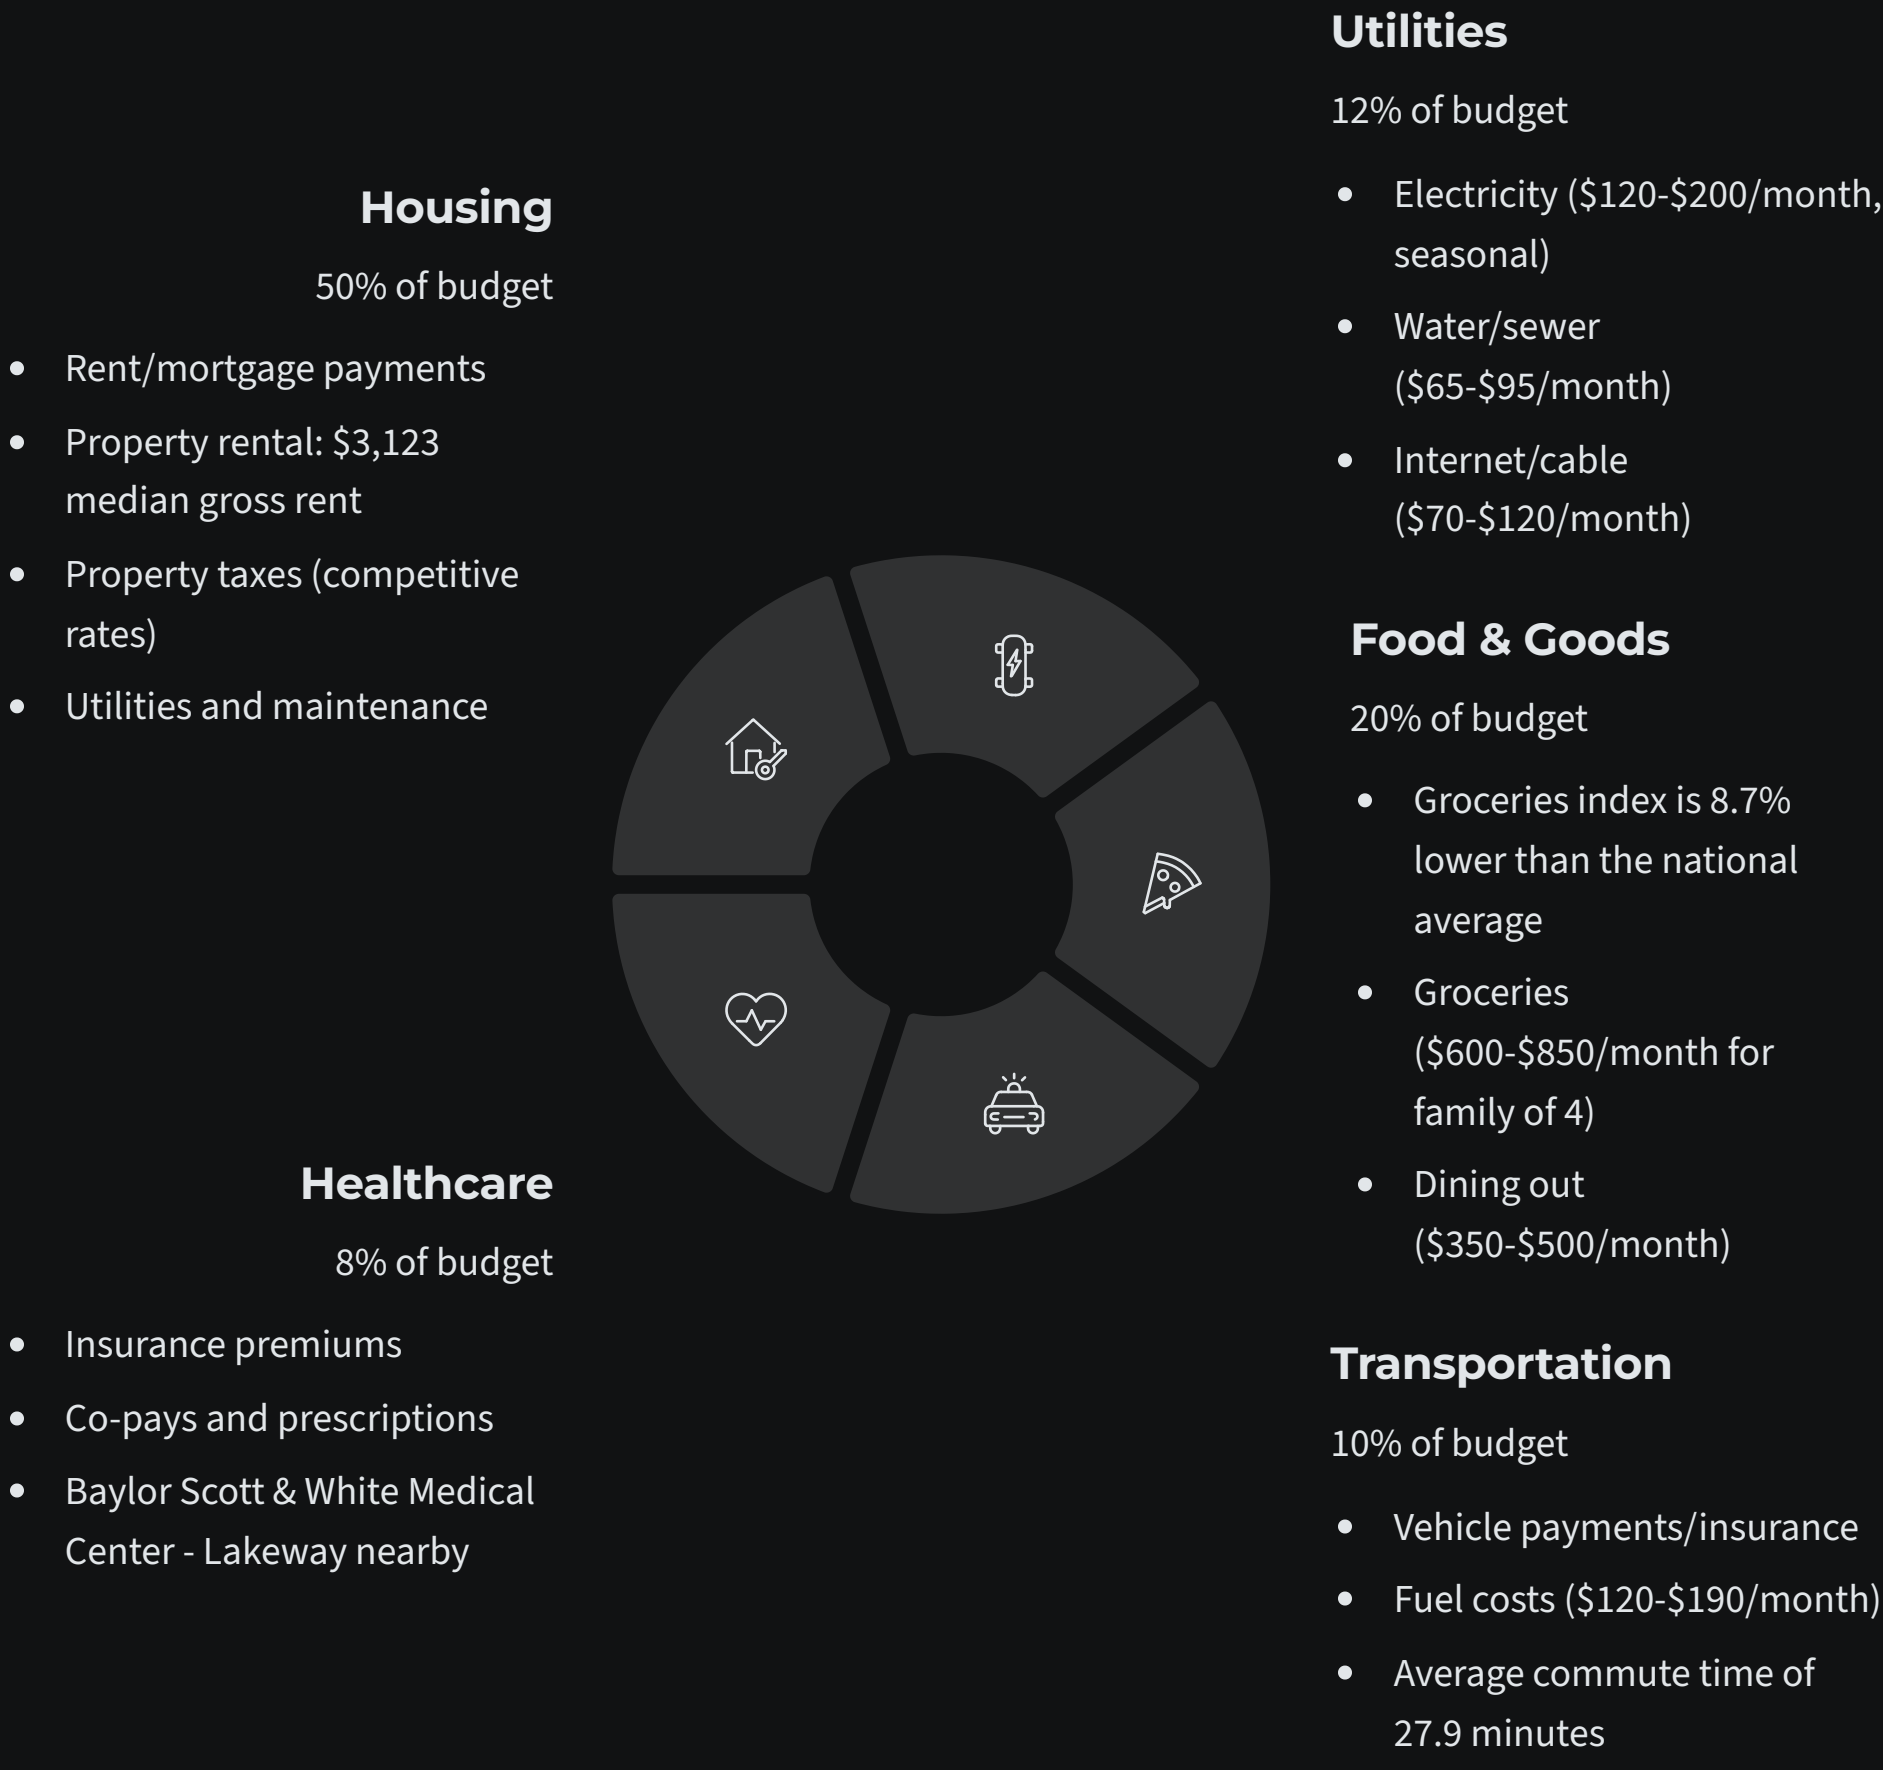 Housing
50% of budget
• Rent/mortgage payments
• Property rental: $3,123
median gross rent
• Property taxes (competitive
rates)
• Utilities and maintenance
Utilities
12% of budget
• Electricity ($120-$200/month,
seasonal)
• Water/sewer
($65-$95/month)
• Internet/cable
($70-$120/month)
Food & Goods
20% of budget
• Groceries index is 8.7%
lower than the national
average
• Groceries
($600-$850/month for
family of 4)
• Dining out
($350-$500/month)
Transportation
10% of budget
• Vehicle payments/insurance
• Fuel costs ($120-$190/month)
• Average commute time of
27.9 minutes
Healthcare
8% of budget
• Insurance premiums
• Co-pays and prescriptions
• Baylor Scott & White Medical
Center - Lakeway nearby